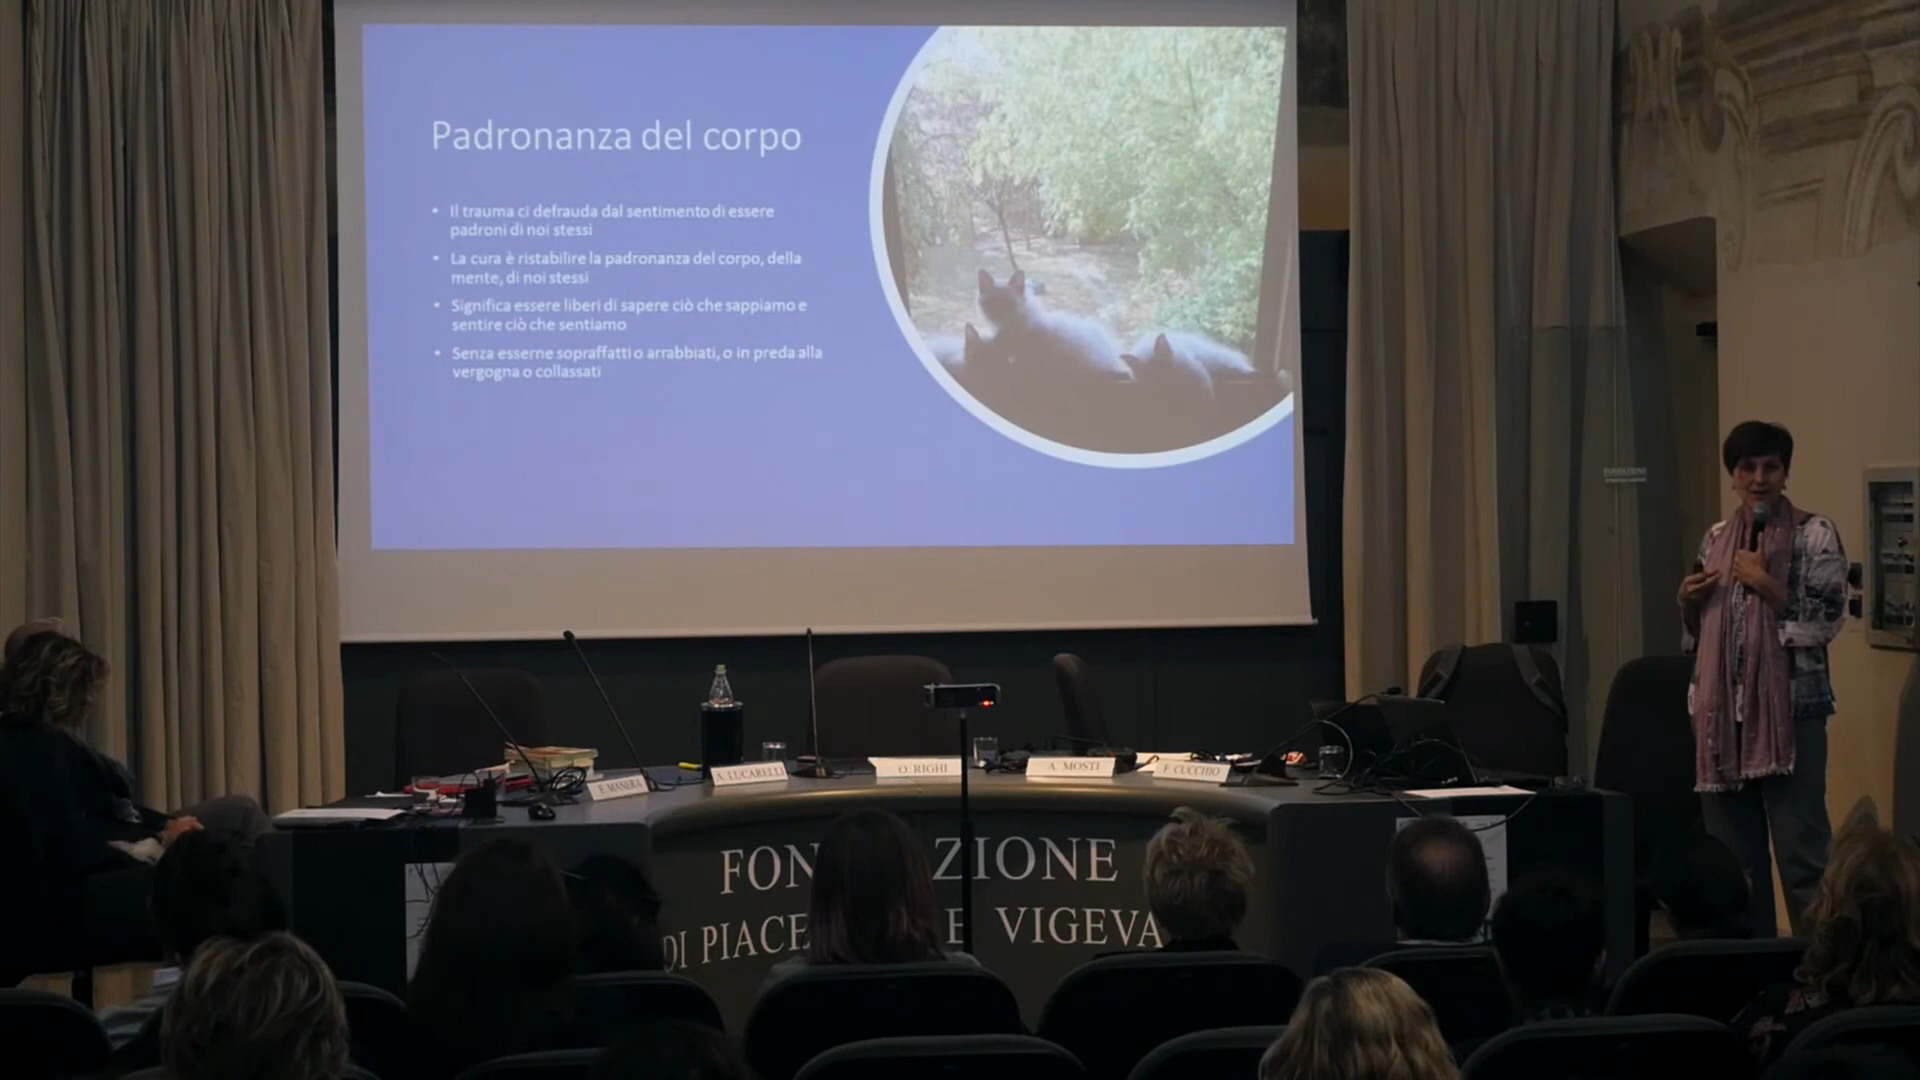 Padronanza del corpo
• Il trauma ci defrauda dal sentimento di essere
padroni di noi stessi
• La cura è ristabilire la padronanza del corpo, della
mente, di noi stessi
• Significa essere liberi di sapere ciò che sappiamo e
sentire ciò che sentiamo
• Senza esserne sopraffatti o arrabbiati, o in preda alla
vergogna o collassati
FONDAZIONE
E. MANERA
A. LUCARELLI
O. RIGHI
A. MOSTI
F. CUCCHIO
FON ZIONE
DI PIACE E VIGEVA